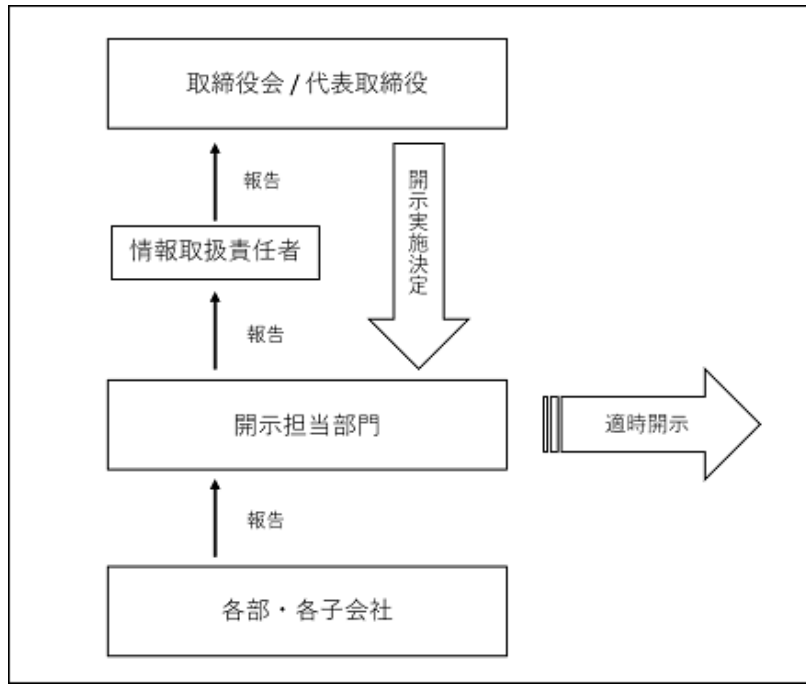 取締役会 / 代表取締役
報告
開示実施決定
情報取扱責任者
報告
開示担当部門
適時開示
報告
各部・各子会社